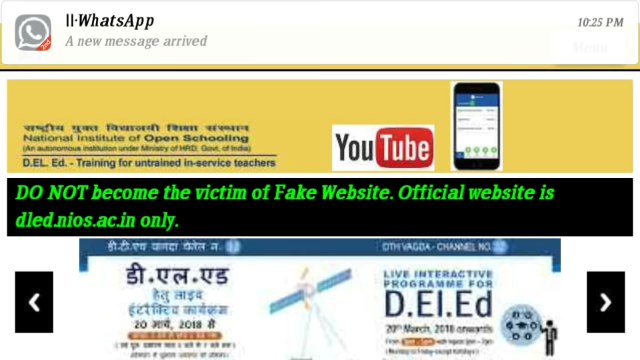 ||·WhatsApp
10:25 PM
A new message arrived
राष्ट्रीय मुक्त विद्यालयी शिक्षा संस्थान
National Institute of Open Schooling
(An autonomous institution under Ministry of HRD, Govt. of India)
D.EL. Ed. - Training for untrained in-service teachers
YouTube
DO NOT become the victim of Fake Website. Official website is
dled.nios.ac.in only.
डी.टी.एच
DTH VAGDA - CHANNEL NO.
डी.एल.एड
हेतु लाइव
इंटरैक्टिव कार्यक्रम
20 मार्च, 2018 से
LIVE INTERACTIVE
PROGRAMME FOR
D.El.Ed
20th March, 2018 onwards